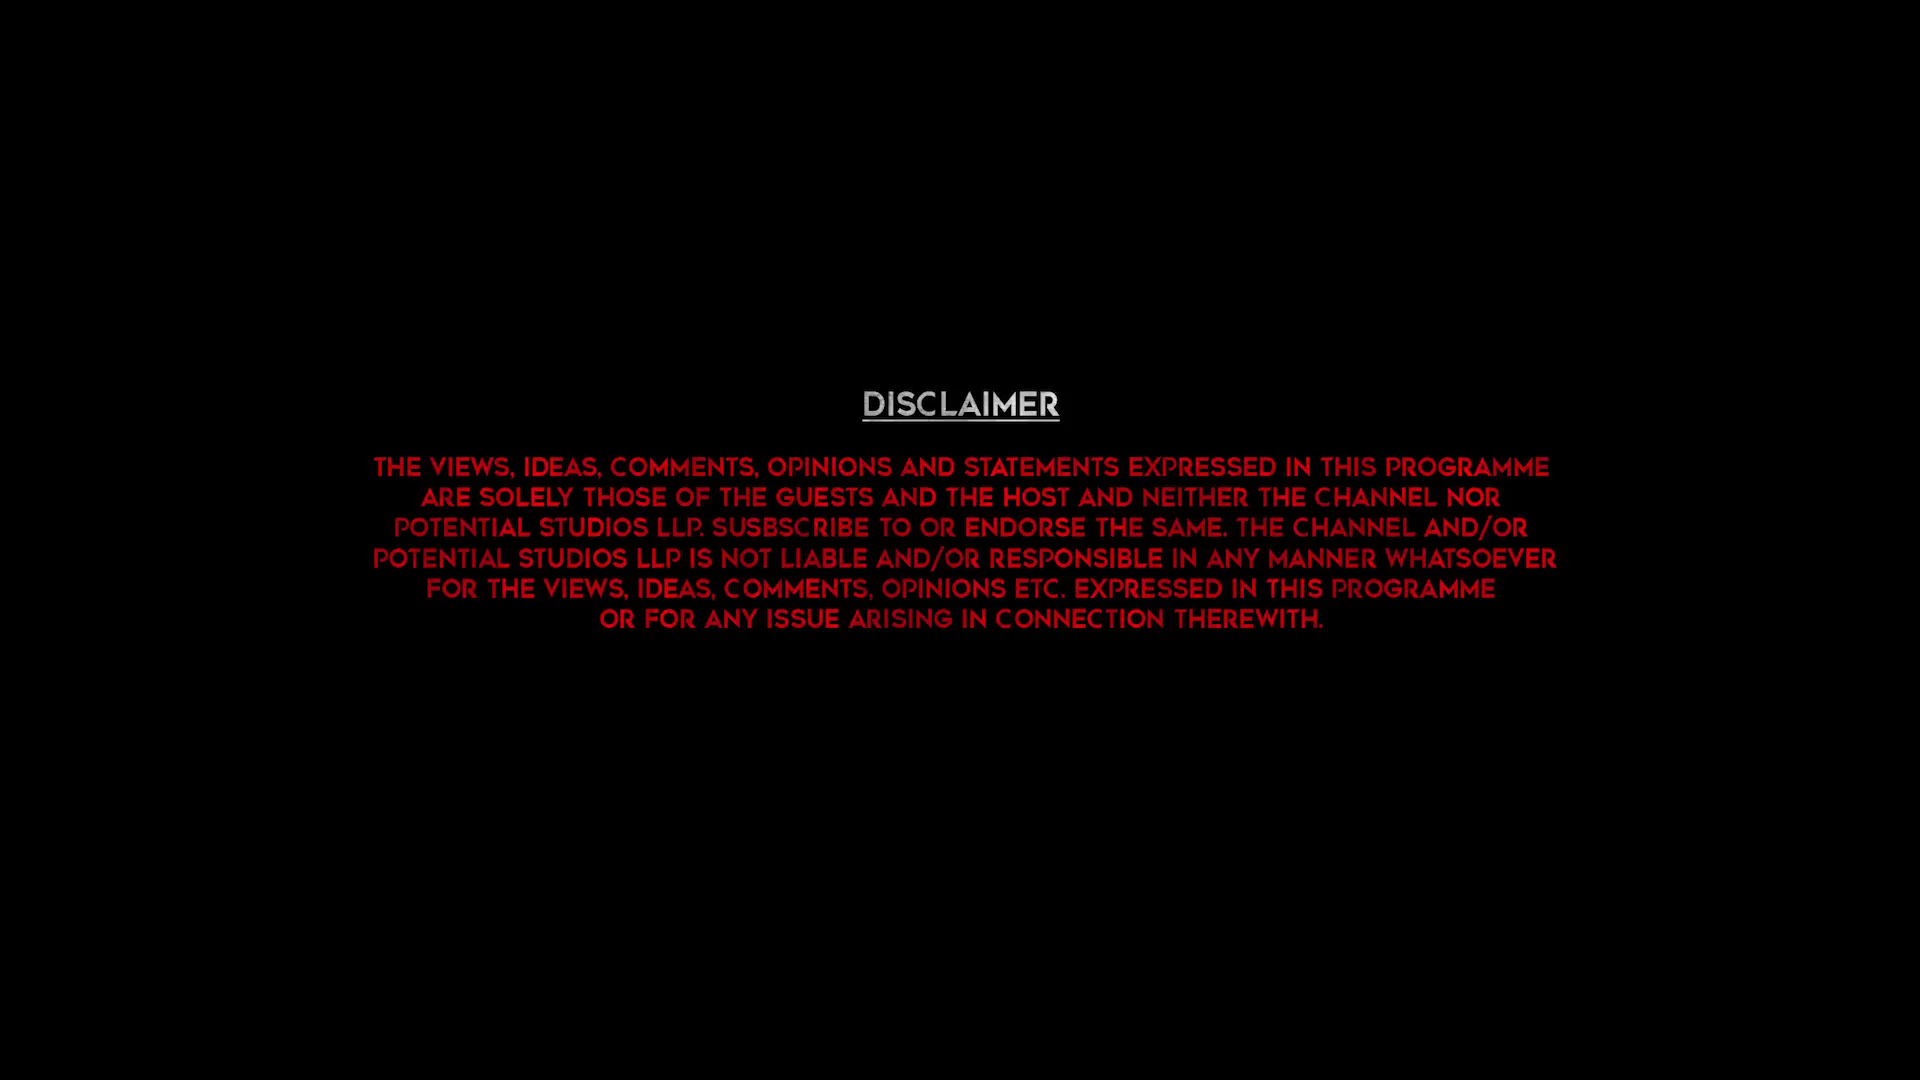 DISCLAIMER
THE VIEWS, IDEAS, COMMENTS, OPINIONS AND STATEMENTS EXPRESSED IN THIS PROGRAMME
ARE SOLELY THOSE OF THE GUESTS AND THE HOST AND NEITHER THE CHANNEL NOR
POTENTIAL STUDIOS LLP. SUSBSCRIBE TO OR ENDORSE THE SAME. THE CHANNEL AND/OR
POTENTIAL STUDIOS LLP IS NOT LIABLE AND/OR RESPONSIBLE IN ANY MANNER WHATSOEVER
FOR THE VIEWS, IDEAS, COMMENTS, OPINIONS ETC. EXPRESSED IN THIS PROGRAMME
OR FOR ANY ISSUE ARISING IN CONNECTION THEREWITH.